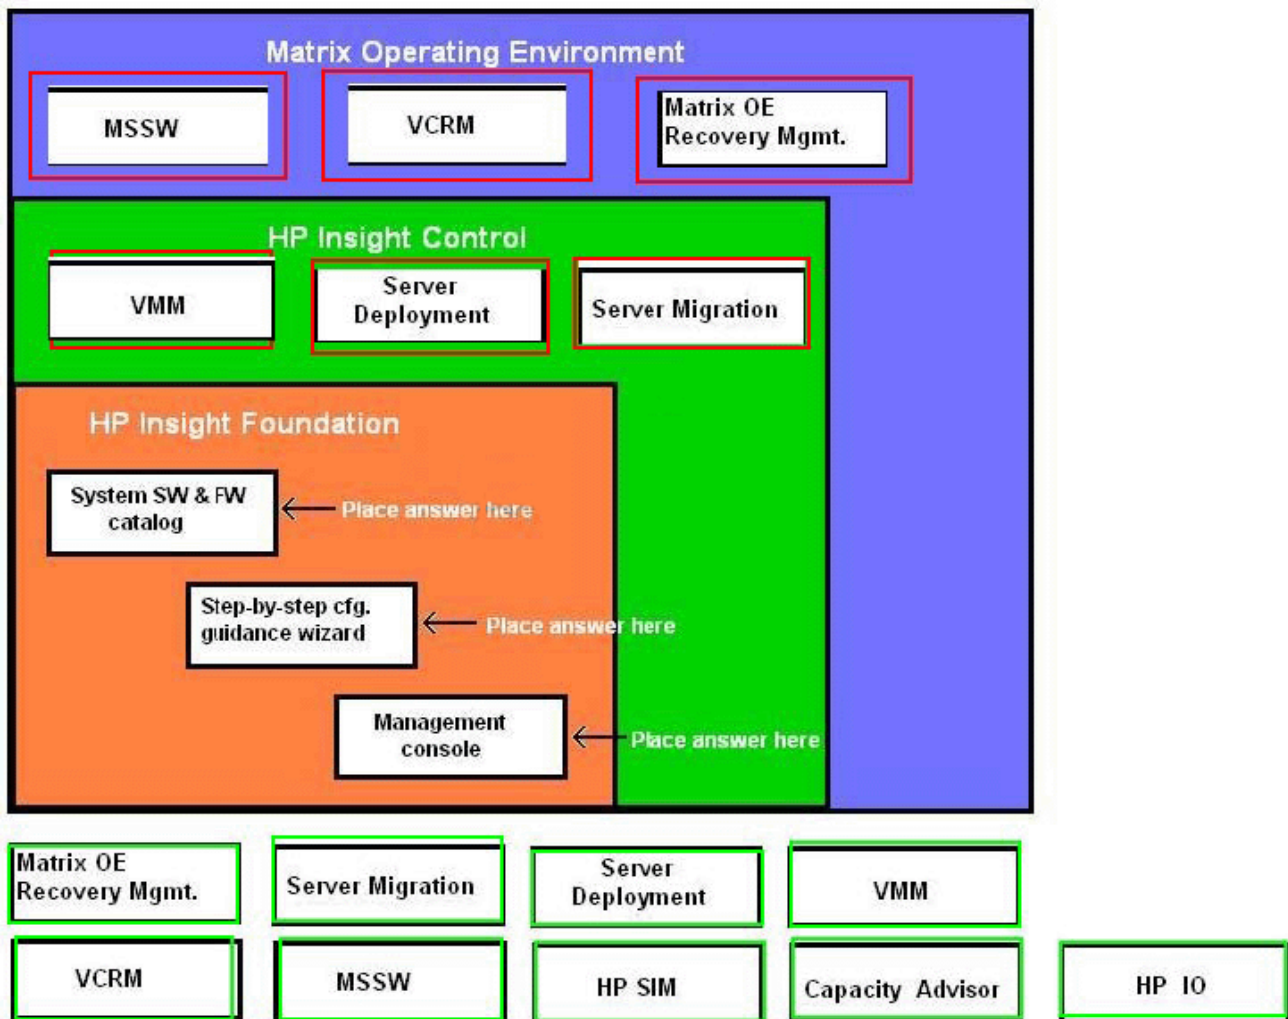 Matrix Operating Environment
MSSW
VCRM
Matrix OE
Recovery Mgmt.
HP Insight Control
VMM
Server
Deployment
Server Migration
HP Insight Foundation
System SW & FW
catalog
Place answer here
Step-by-step cfg.
guidance wizard
Place answer here
Management
console
Place answer here
Matrix OE
Recovery Mgmt.
Server Migration
Server
Deployment
VMM
VCRM
MSSW
HP SIM
Capacity Advisor
HP IO